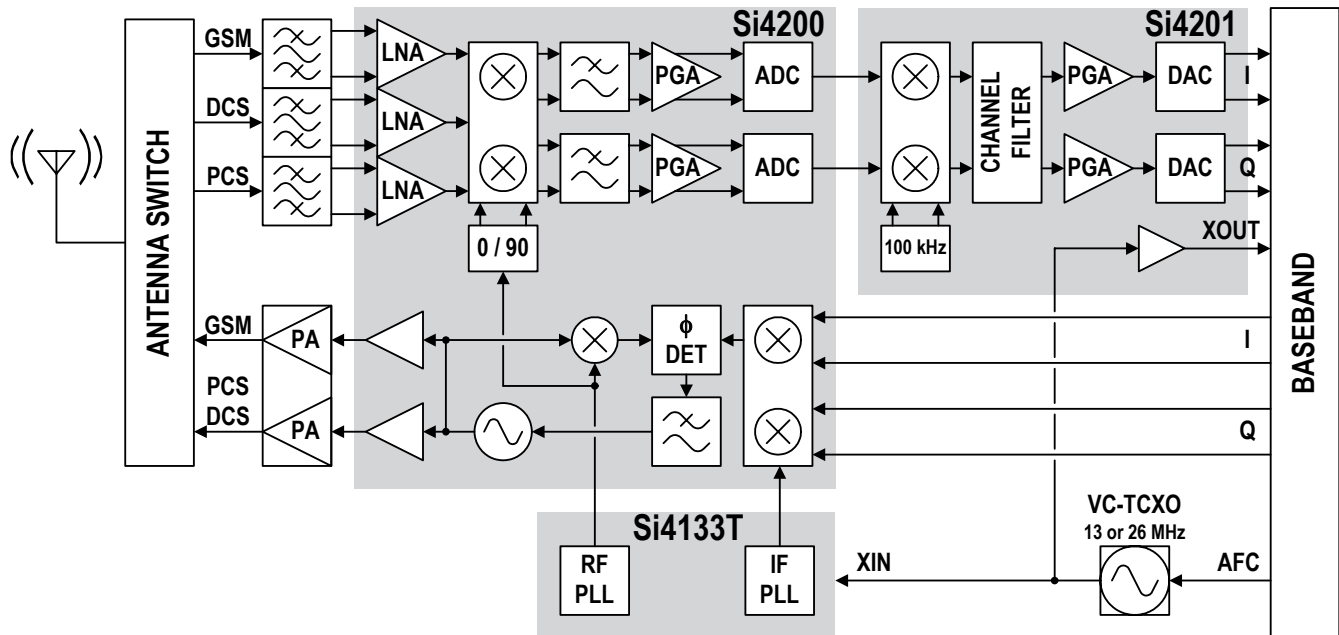 Si4200
Si4201
GSM
LNA
PGA
ADC
PGA
DAC
I
DCS
LNA
ANTENNA SWITCH
CHANNEL
FILTER
PCS
LNA
PGA
ADC
PGA
DAC
Q
0 / 90
100 kHz
XOUT
BASEBAND
GSM
PA
ϕ
DET
I
PCS
DCS
PA
Q
Si4133T
VC-TCXO
13 or 26 MHz
RF
PLL
IF
PLL
XIN
AFC